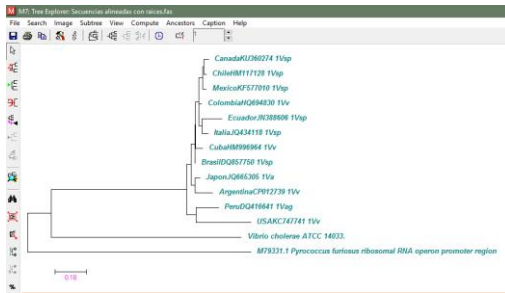 M7: Tree Explorer: Secuencias alineadas con raices.fas
File Search Image Subtree View Compute Ancestors Caption Help
1
CanadaKU360274 1Vsp
ChileHM117128 1Vsp
MexicoKF577010 1Vsp
ColombiaHQ694830 1Vv
EcuadorJN388606 1Vsp
ItaliaJQ434118 1Vsp
CubaHM996964 1Vv
BrasilDQ857750 1Vsp
JaponJQ665305 1Va
ArgentinaCP012739 1Vv
PeruDQ416641 1Vag
USAKC747741 1Vv
Vibrio cholerae ATCC 14033.
M79331.1 Pyrococcus furiosus ribosomal RNA operon promoter region
0.10